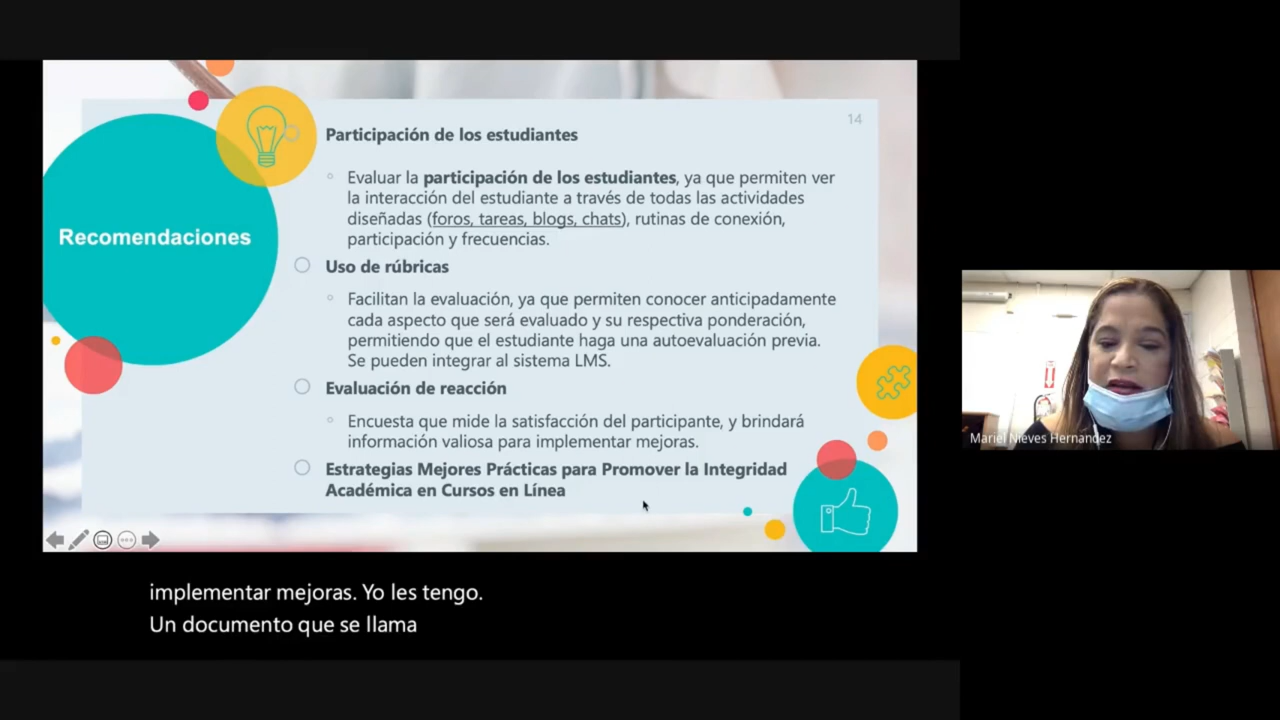 14
Recomendaciones
Participación de los estudiantes
Evaluar la participación de los estudiantes, ya que permiten ver
la interacción del estudiante a través de todas las actividades
diseñadas (foros, tareas, blogs, chats), rutinas de conexión,
participación y frecuencias.
Uso de rúbricas
Facilitan la evaluación, ya que permiten conocer anticipadamente
cada aspecto que será evaluado y su respectiva ponderación,
permitiendo que el estudiante haga una autoevaluación previa.
Se pueden integrar al sistema LMS.
Evaluación de reacción
Encuesta que mide la satisfacción del participante, y brindará
información valiosa para implementar mejoras.
Estrategias Mejores Prácticas para Promover la Integridad
Académica en Cursos en Línea
Mariel Nieves Hernandez
implementar mejoras. Yo les tengo.
Un documento que se llama